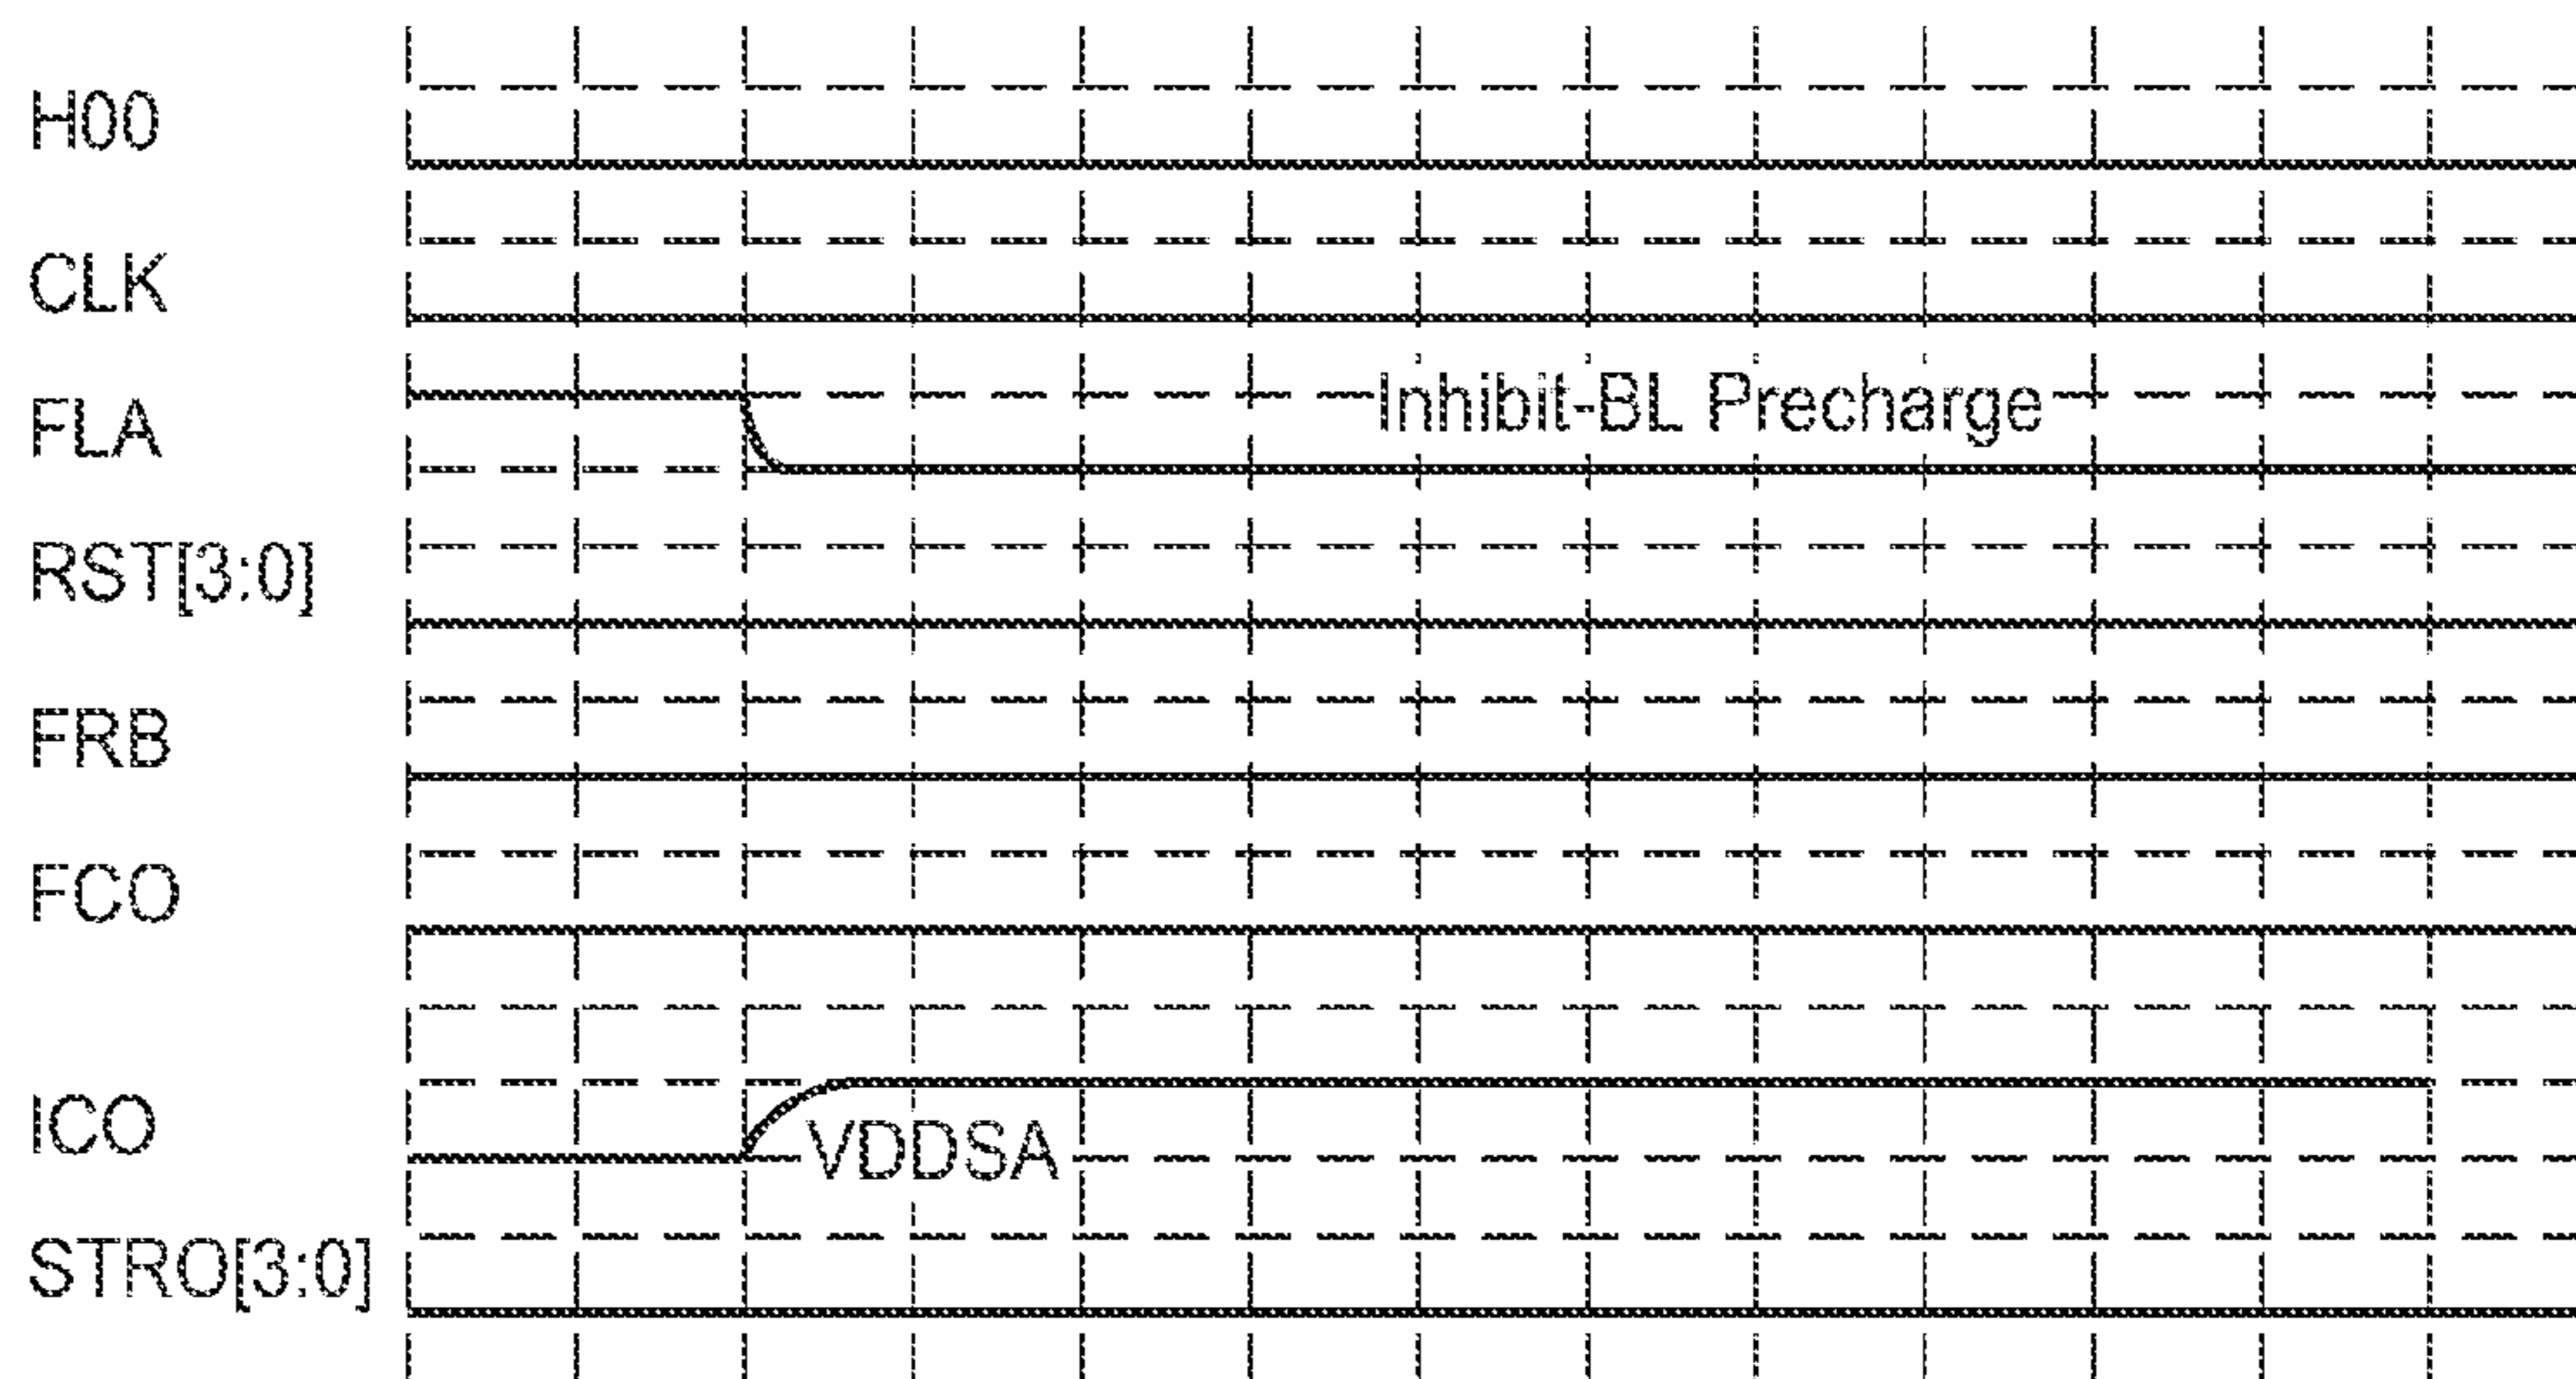 H00
CLK
FLA
Inhibit-BL Precharge
RST[3:0]
FRB
FCO
ICO
VDDSA
STRO[3:0]